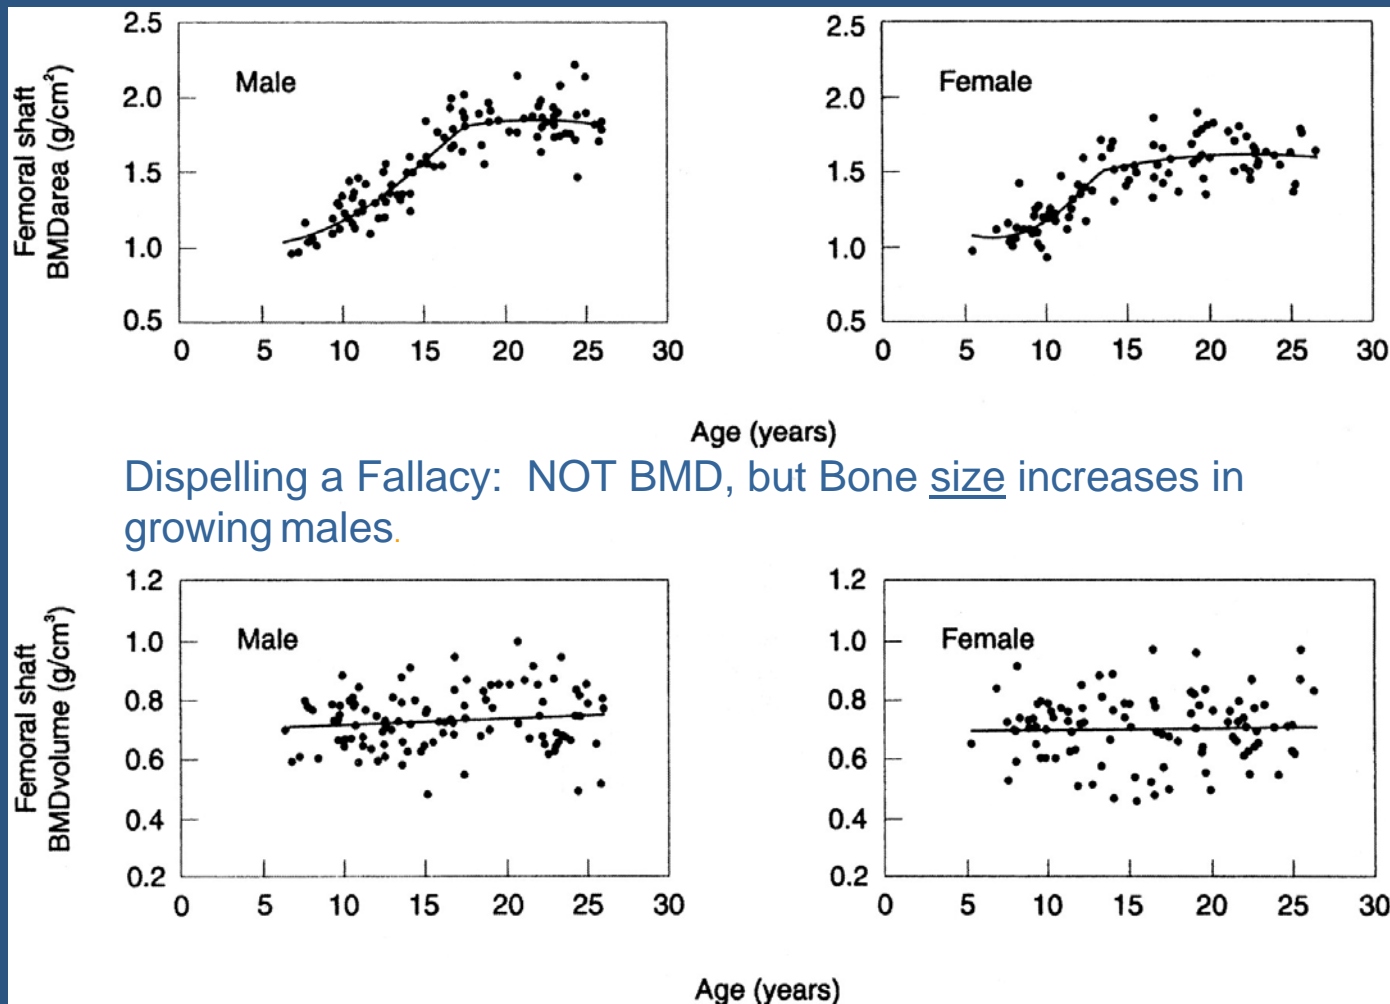 Femoral shaft
BMDarea (g/cm²)
2.5
2.0
1.5
1.0
0.5
Male
0 5 10 15 20 25 30
2.5
2.0
1.5
1.0
0.5
Female
0 5 10 15 20 25 30
Age (years)
Dispelling a Fallacy: NOT BMD, but Bone size increases in
growing males.
Femoral shaft
BMDvolume (g/cm³)
1.2
1.0
0.8
0.6
0.4
0.2
Male
0 5 10 15 20 25 30
1.2
1.0
0.8
0.6
0.4
0.2
Female
0 5 10 15 20 25 30
Age (years)